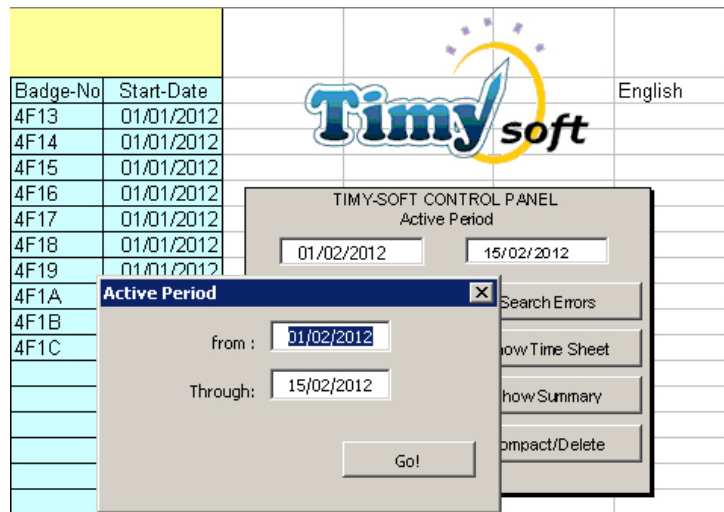 Badge-No Start-Date
English
Timy soft
4F13 01/01/2012
4F14 01/01/2012
4F15 01/01/2012
4F16 01/01/2012
4F17 01/01/2012
4F18 01/01/2012
4F19 01/01/2012
4F1A
4F1B
4F1C
TIMY-SOFT CONTROL PANEL
Active Period
01/02/2012 15/02/2012
Search Errors
how Time Sheet
how Summary
ompact/Delete
Active Period
from : 01/02/2012
Through: 15/02/2012
Go!